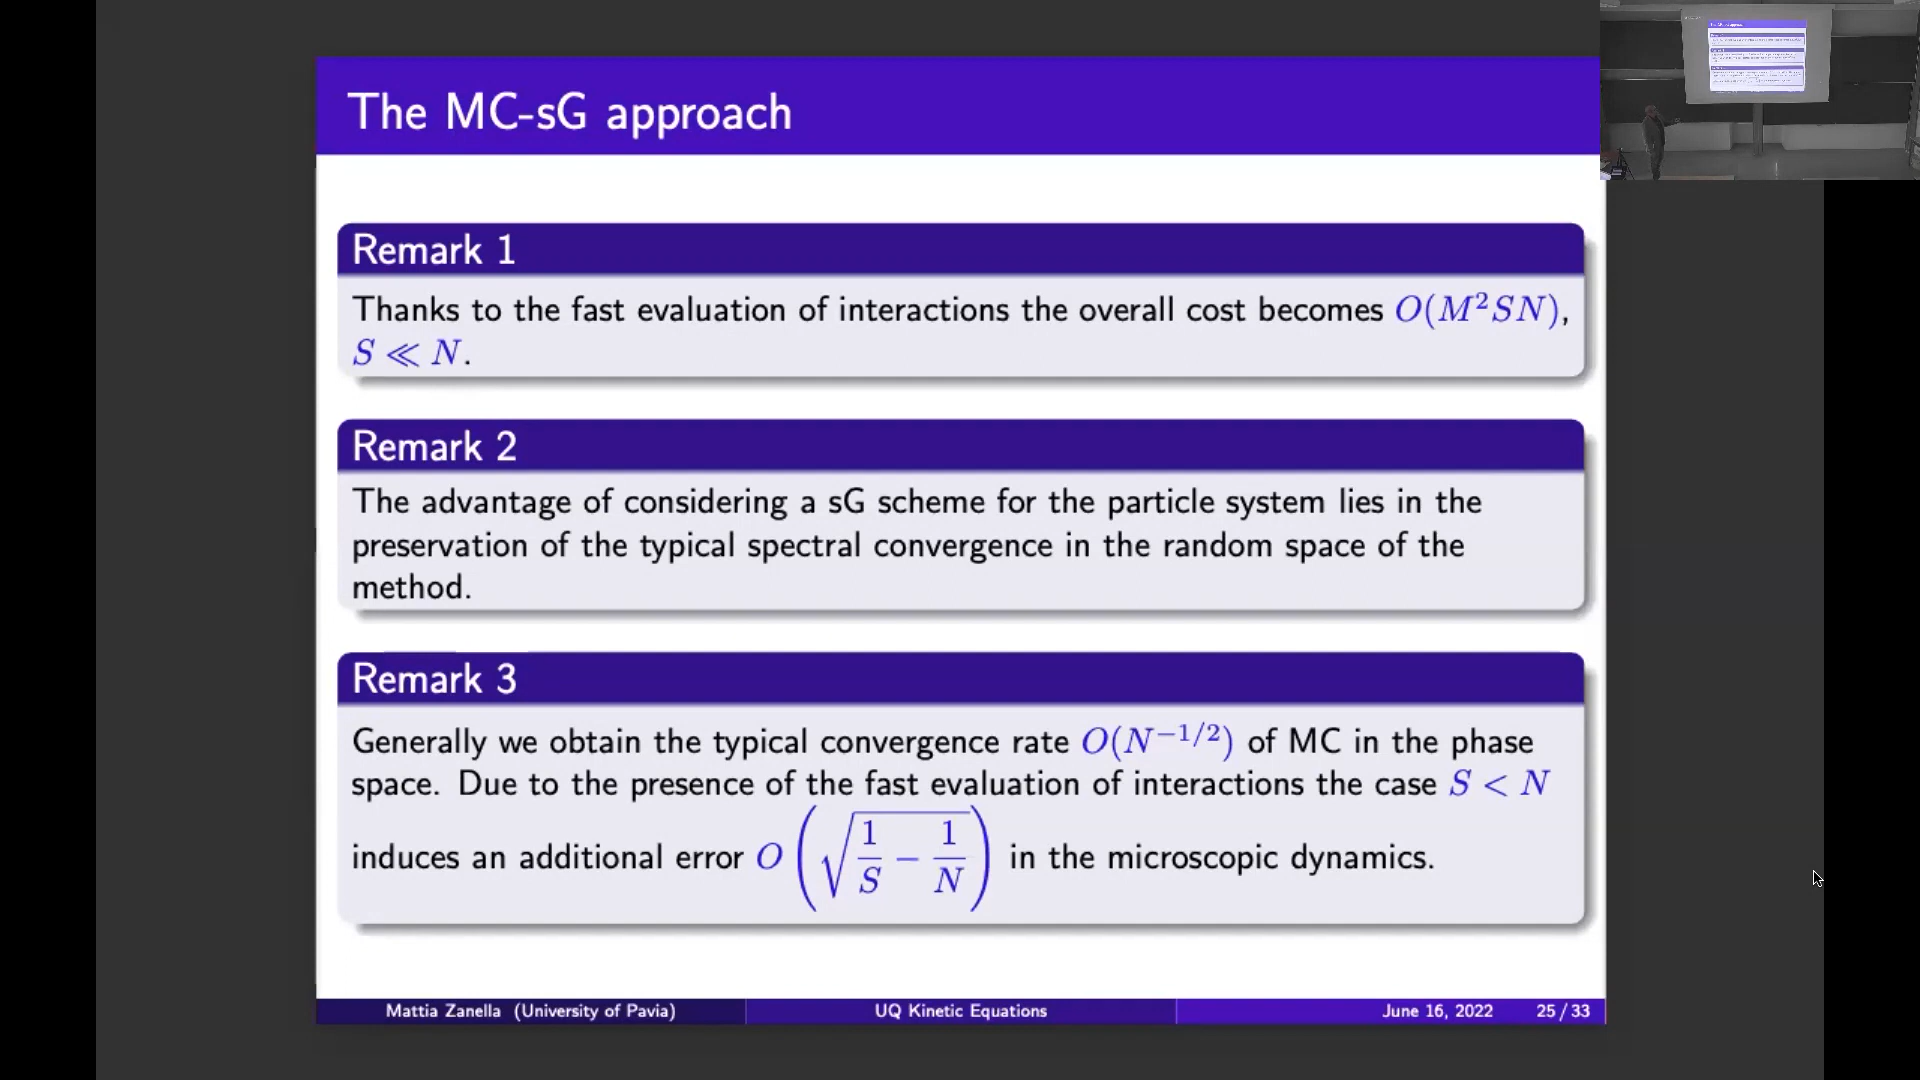 The MC-sG approach
Remark 1
Thanks to the fast evaluation of interactions the overall cost becomes O(M²SN),
S ≪ N.
Remark 2
The advantage of considering a sG scheme for the particle system lies in the
preservation of the typical spectral convergence in the random space of the
method.
Remark 3
Generally we obtain the typical convergence rate O(N^{-1/2}) of MC in the phase
space. Due to the presence of the fast evaluation of interactions the case S < N
induces an additional error O(√(1/S − 1/N)) in the microscopic dynamics.
Mattia Zanella (University of Pavia) UQ Kinetic Equations June 16, 2022 25 / 33